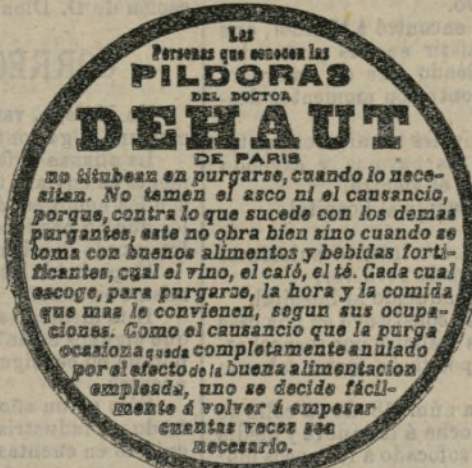 Las
Personas que conocen las
PILDORAS
DEL DOCTOR
DEHAUT
DE PARIS
no titubean en purgarse, cuando lo nece-
sitan. No temen el asco ni el causancio,
porque, contra lo que sucede con los demas
purgantes, este no obra bien sino cuando se
toma con buenos alimentos y bebidas forti-
ficantes, cual el vino, el café, el té. Cada cual
escoge, para purgarse, la hora y la comida
que mas le convienen, segun sus ocupa-
ciones. Como el causancio que la purga
ocasiona queda completamente anulado
por el efecto de la buena alimentacion
empleada, uno se decide fácil-
mente á volver á empezar
cuantas veces sea
necesario.